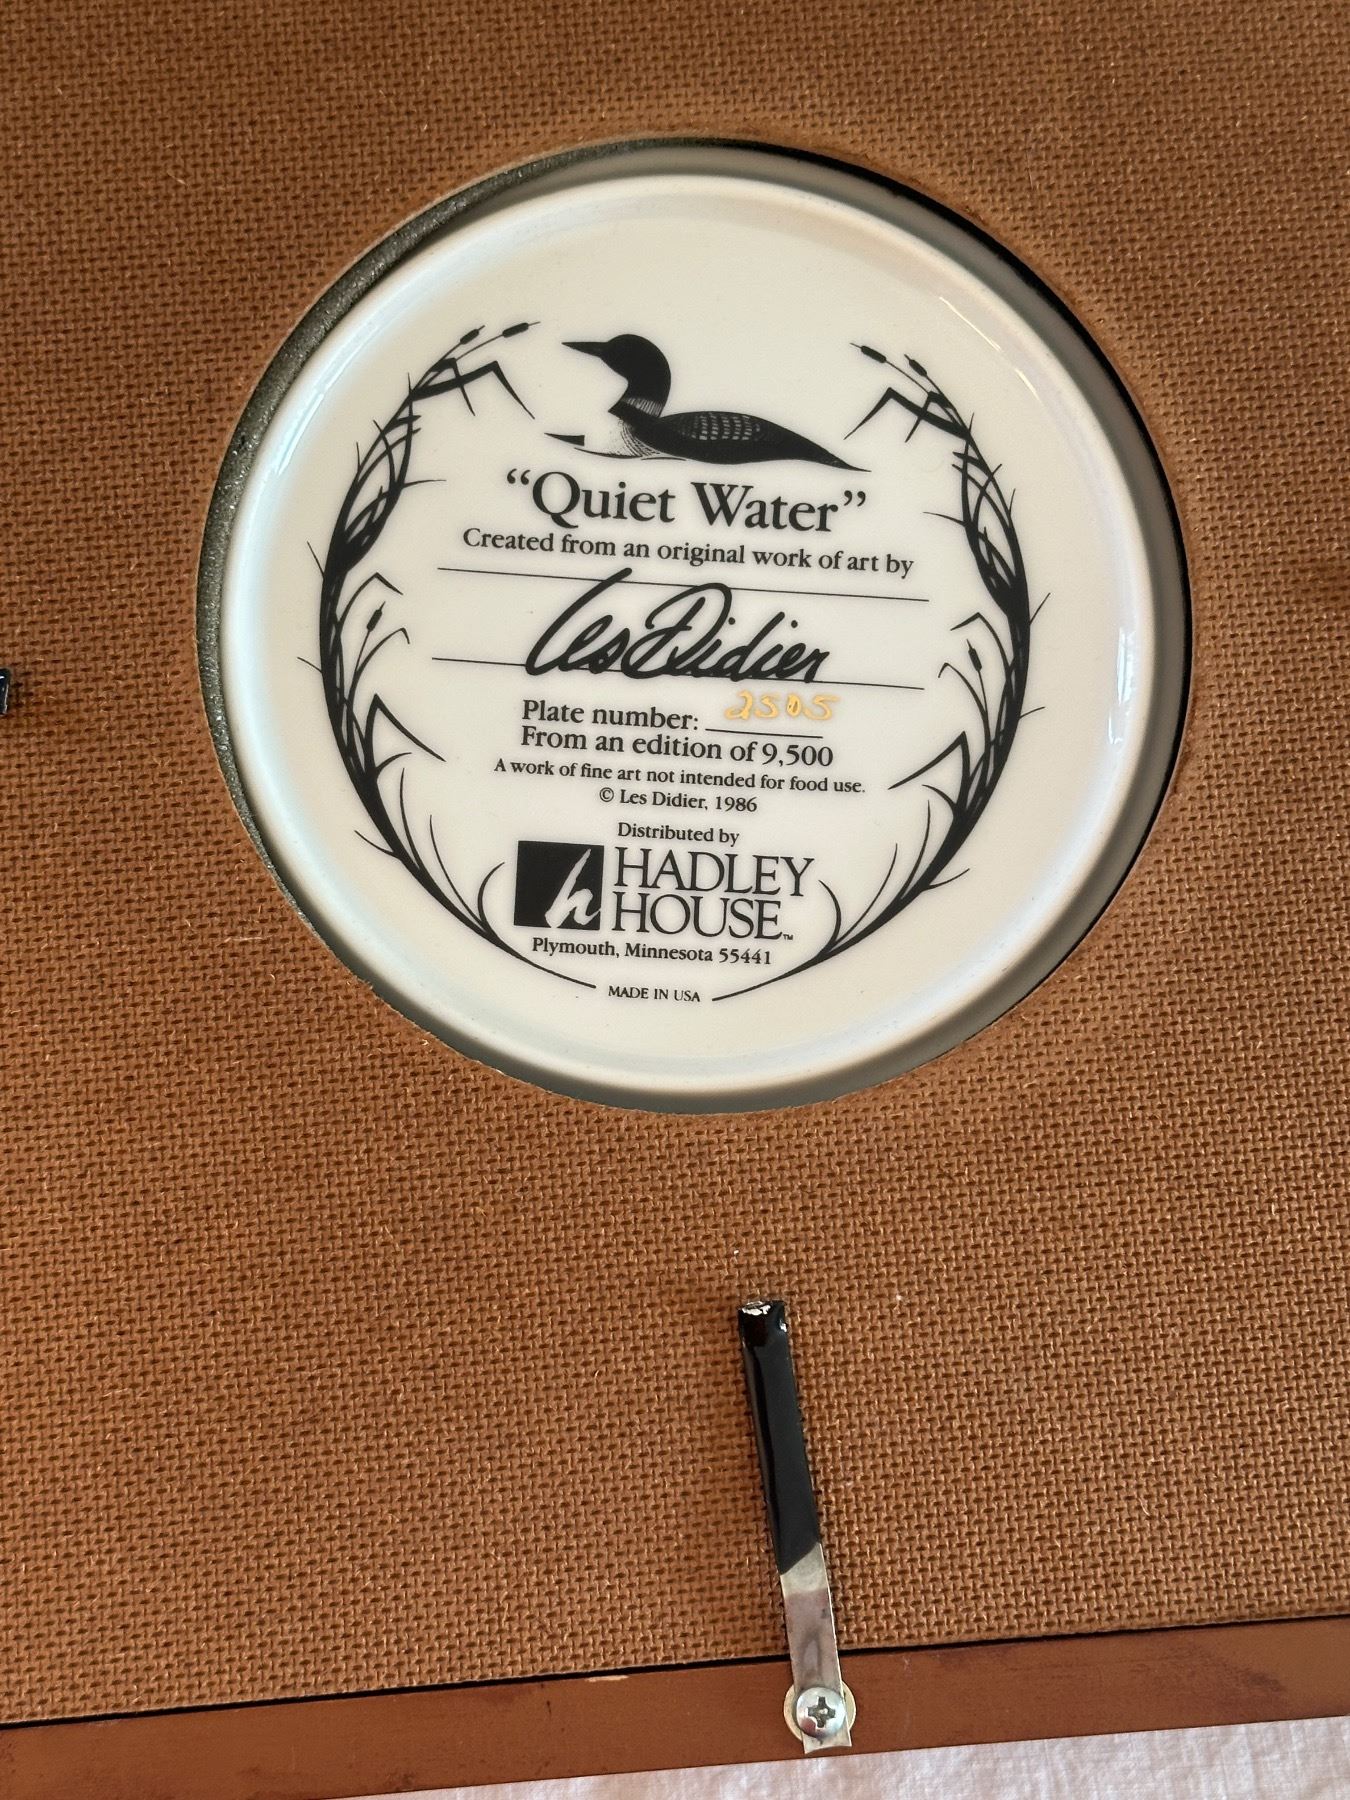 “Quiet Water”
Created from an original work of art by
Les Didier
Plate number: 2505
From an edition of 9,500
A work of fine art not intended for food use.
© Les Didier, 1986
Distributed by
h HADLEY
HOUSE™
Plymouth, Minnesota 55441
MADE IN USA